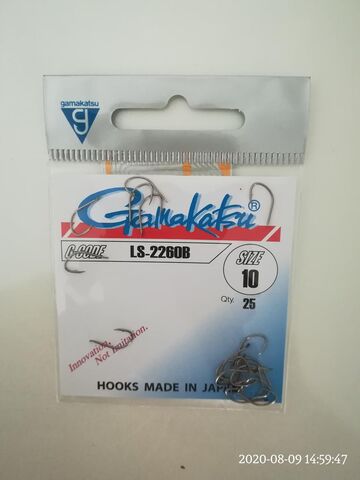 gamakatsu
g
Gamakatsu®
G-CODE
LS-2260B
SIZE
10
Qty. 25
Innovation.
Not Imitation.
HOOKS MADE IN JAPAN
2020-08-09 14:59:47